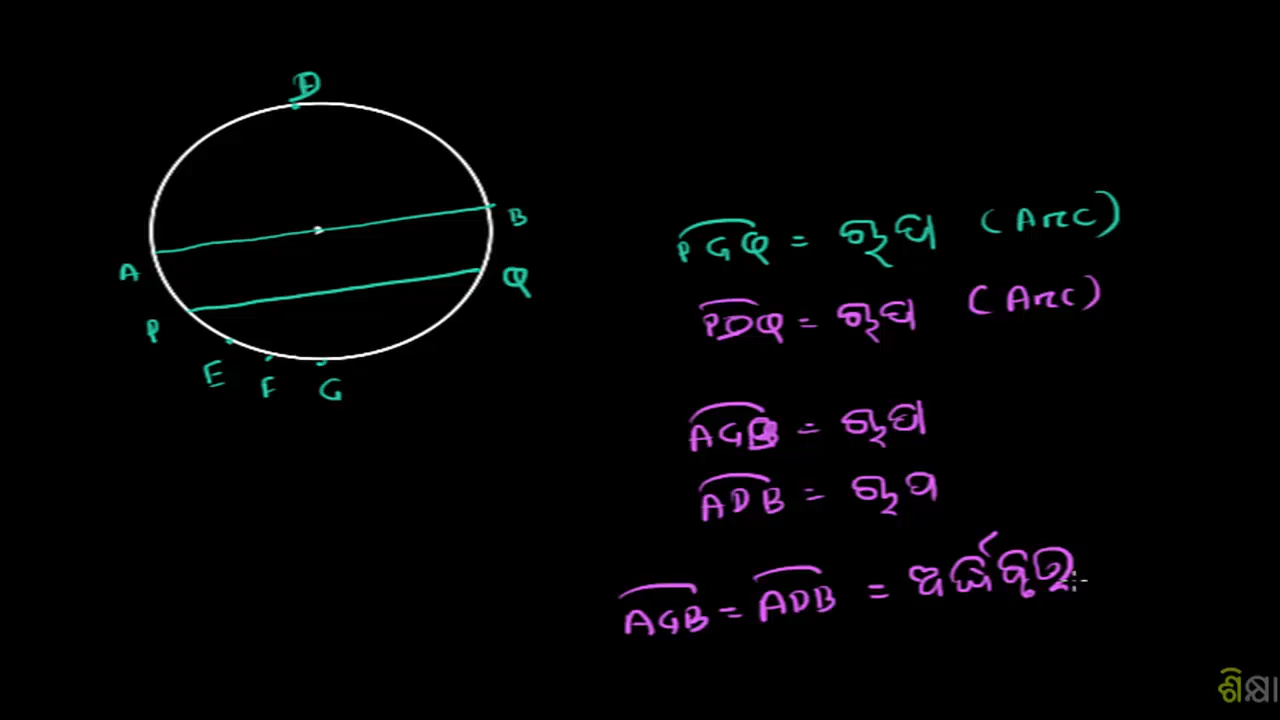 D
B
A
Q
P
E
F
G
PGQ = ଚାପ (Arc)
PDQ = ଚାପ (Arc)
AGB = ଚାପ
ADB = ଚାପ
AGB = ADB = ଅର୍ଦ୍ଧବୃତ୍ତ
ଶିକ୍ଷା